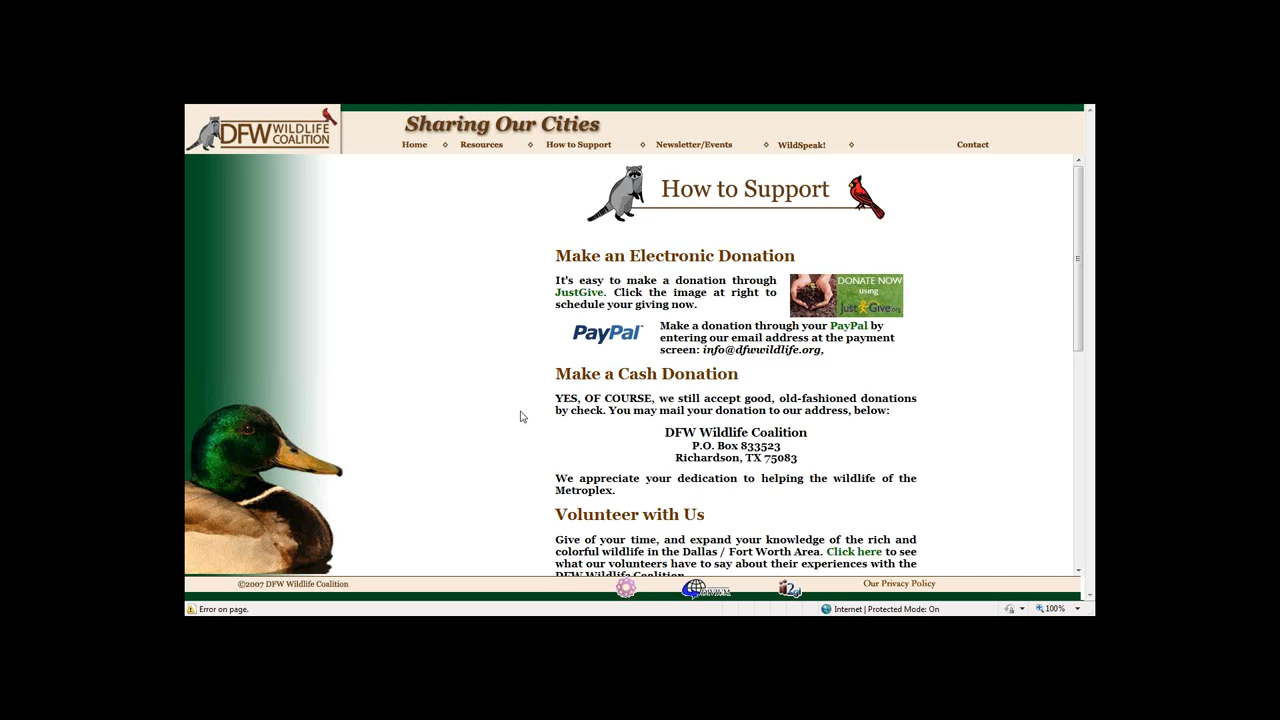 DFW WILDLIFE
COALITION
Sharing Our Cities
Home Resources How to Support Newsletter/Events WildSpeak! Contact
How to Support
Make an Electronic Donation
It's easy to make a donation through
JustGive. Click the image at right to
schedule your giving now.
DONATE NOW
using
JustGive.org
PayPal
Make a donation through your PayPal by
entering our email address at the payment
screen: info@dfwwildlife.org,
Make a Cash Donation
YES, OF COURSE, we still accept good, old-fashioned donations
by check. You may mail your donation to our address, below:
DFW Wildlife Coalition
P.O. Box 833523
Richardson, TX 75083
We appreciate your dedication to helping the wildlife of the
Metroplex.
Volunteer with Us
Give of your time, and expand your knowledge of the rich and
colorful wildlife in the Dallas / Fort Worth Area. Click here to see
what our volunteers have to say about their experiences with the
DFW Wildlife Coalition
©2007 DFW Wildlife Coalition
Our Privacy Policy
Error on page.
Internet | Protected Mode: On
100%